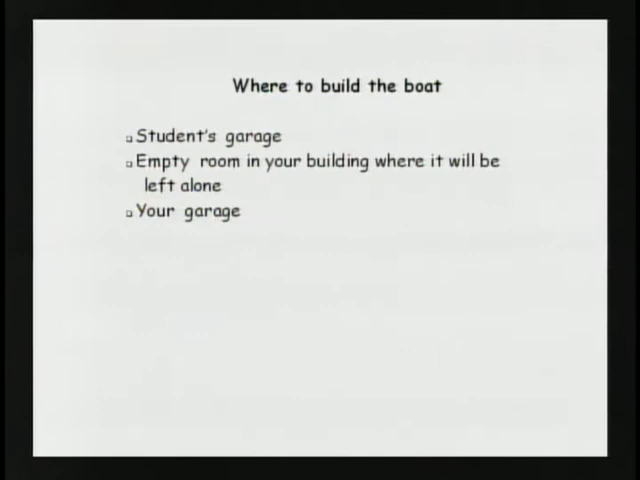 Where to build the boat
Student's garage
Empty room in your building where it will be
left alone
Your garage